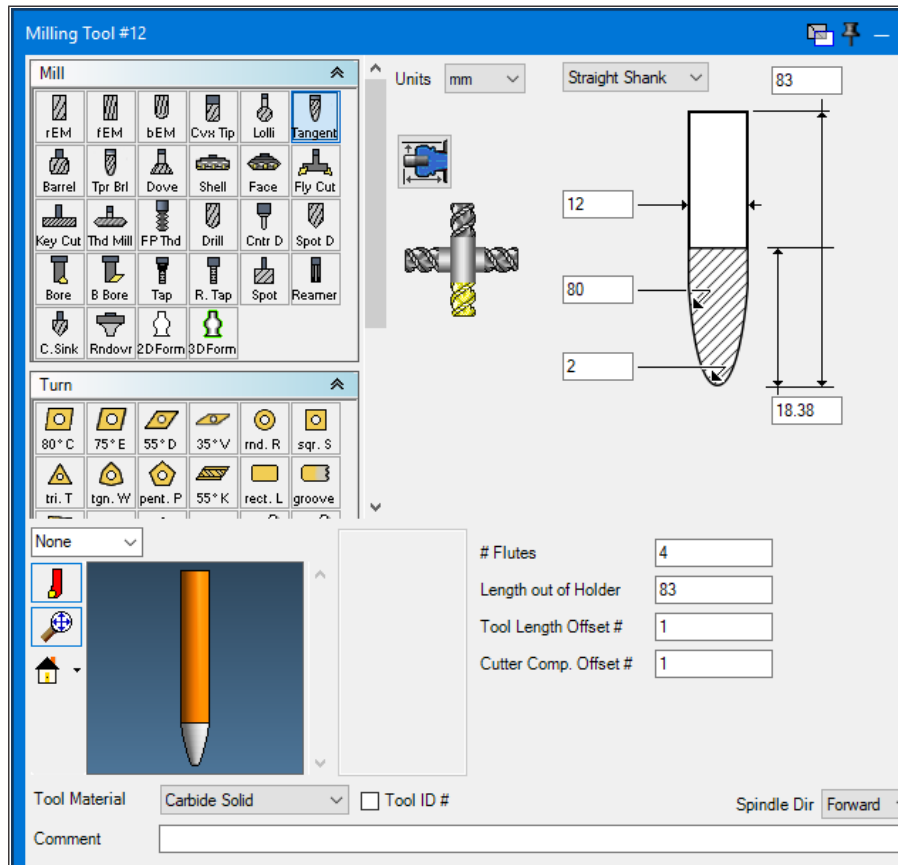 Milling Tool #12
Mill
rEM fEM bEM Cvx Tip Lolli Tangent
Barrel Tpr Brl Dove Shell Face Fly Cut
Key Cut Thd Mill FP Thd Drill Cntr D Spot D
Bore B Bore Tap R. Tap Spot Reamer
C.Sink Rndovr 2DForm 3DForm
Turn
80°C 75°E 55°D 35°V rnd. R sqr. S
tri. T tgn. W pent. P 55°K rect. L groove
Units mm Straight Shank 83
12
80
2
18.38
None
# Flutes 4
Length out of Holder 83
Tool Length Offset # 1
Cutter Comp. Offset # 1
Tool Material Carbide Solid Tool ID # Spindle Dir Forward
Comment